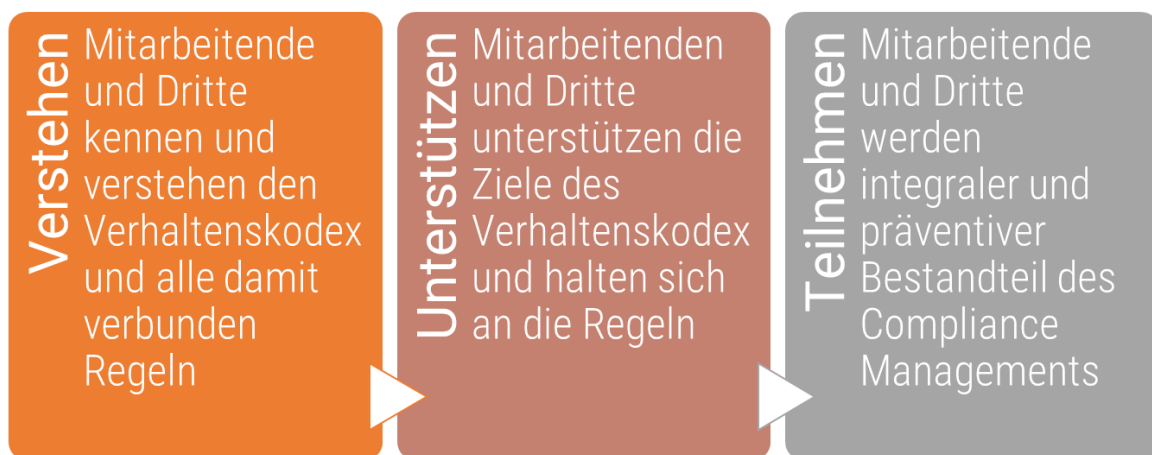 Verstehen
Mitarbeitende
und Dritte
kennen und
verstehen den
Verhaltenskodex
und alle damit
verbunden
Regeln
Unterstützen
Mitarbeitenden
und Dritte
unterstützen die
Ziele des
Verhaltenskodex
und halten sich
an die Regeln
Teilnehmen
Mitarbeitende
und Dritte
werden
integraler und
präventiver
Bestandteil des
Compliance
Managements